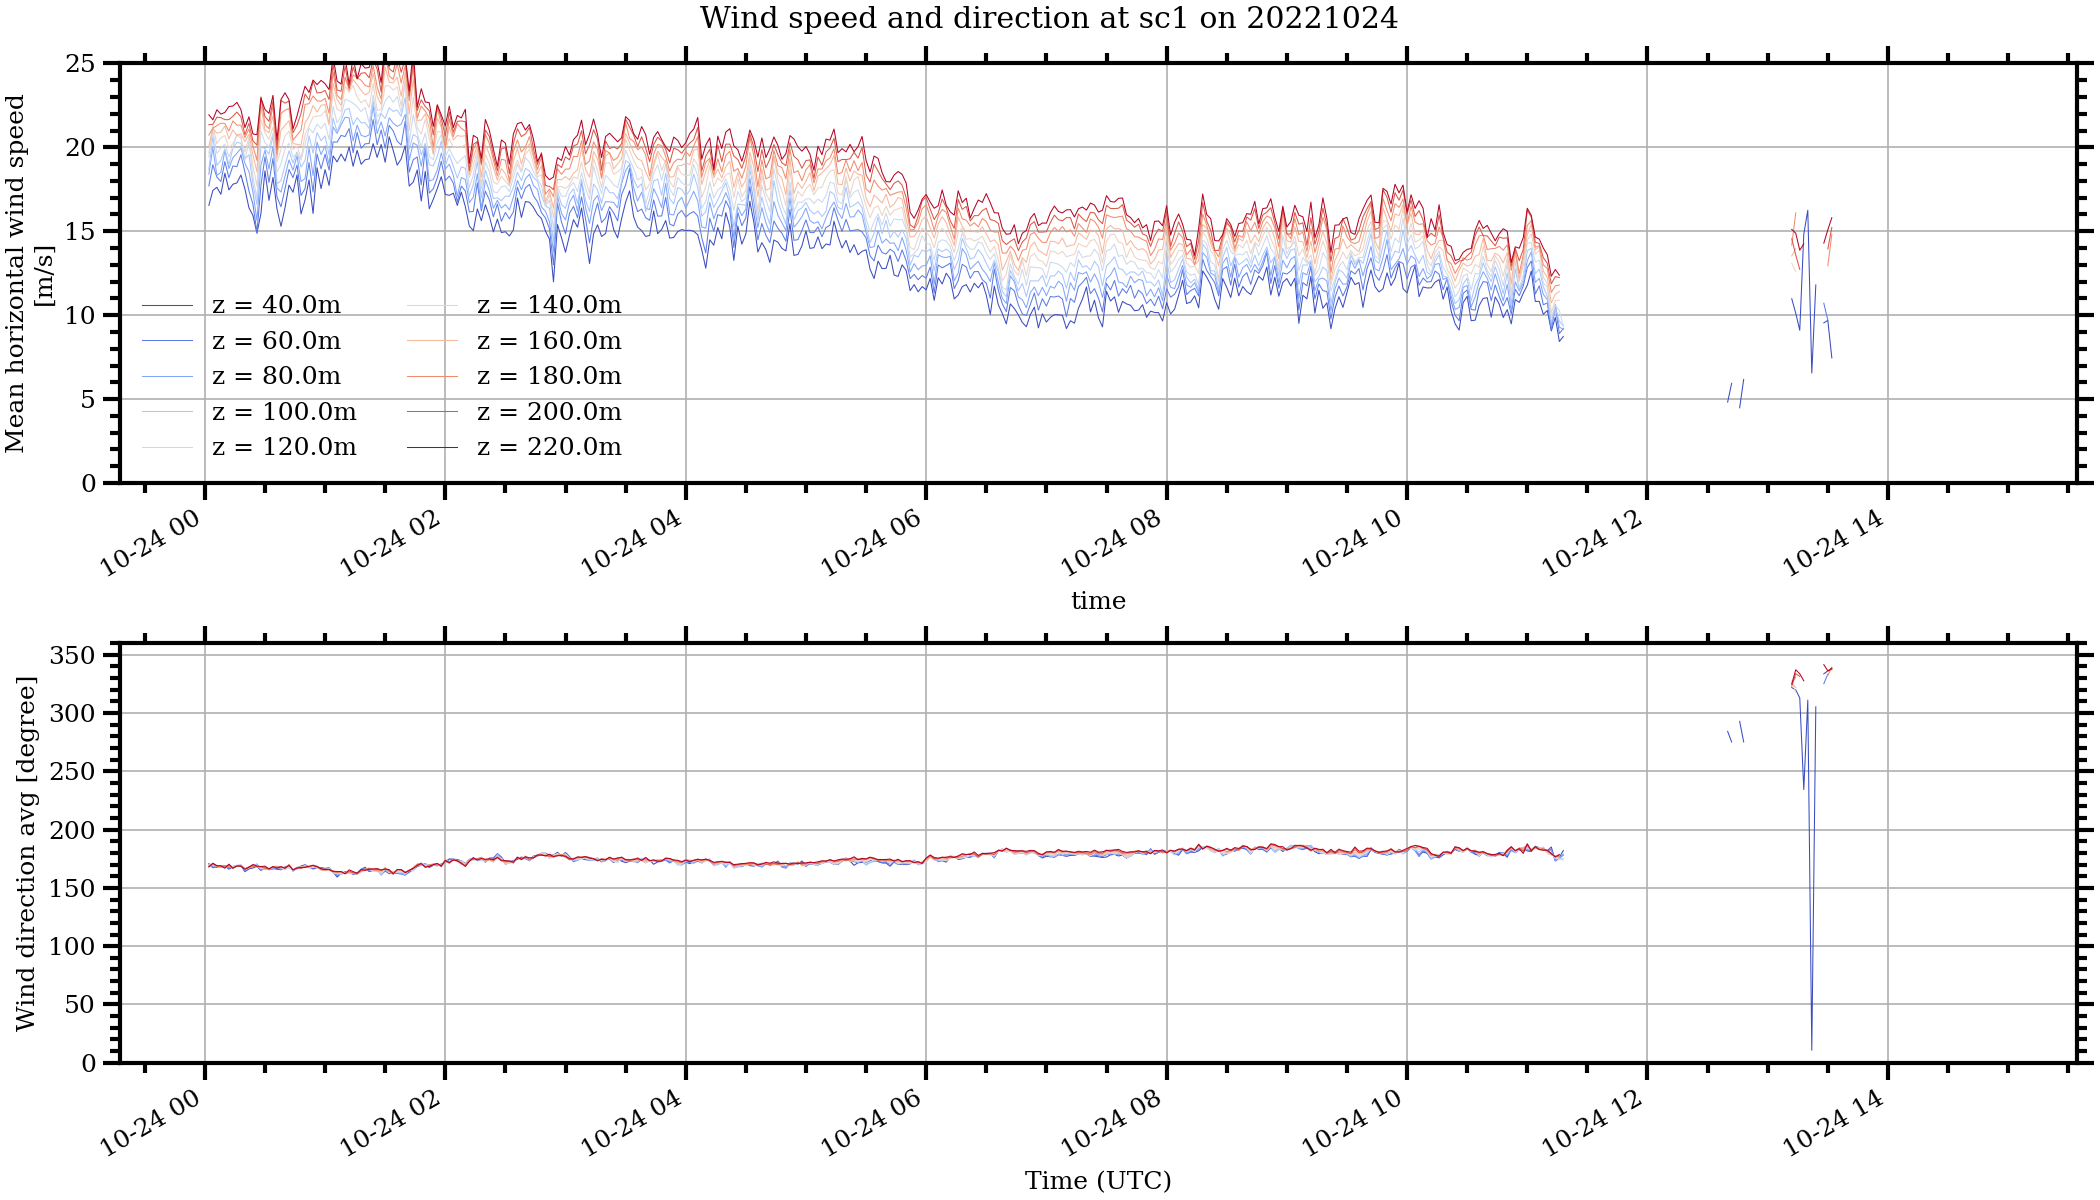 Wind speed and direction at sc1 on 20221024
Mean horizontal wind speed
[m/s]
25
20
15
10
5
0
z = 40.0m
z = 60.0m
z = 80.0m
z = 100.0m
z = 120.0m
z = 140.0m
z = 160.0m
z = 180.0m
z = 200.0m
z = 220.0m
10-24 00
10-24 02
10-24 04
10-24 06
10-24 08
10-24 10
10-24 12
10-24 14
time
Wind direction avg [degree]
350
300
250
200
150
100
50
0
10-24 00
10-24 02
10-24 04
10-24 06
10-24 08
10-24 10
10-24 12
10-24 14
Time (UTC)